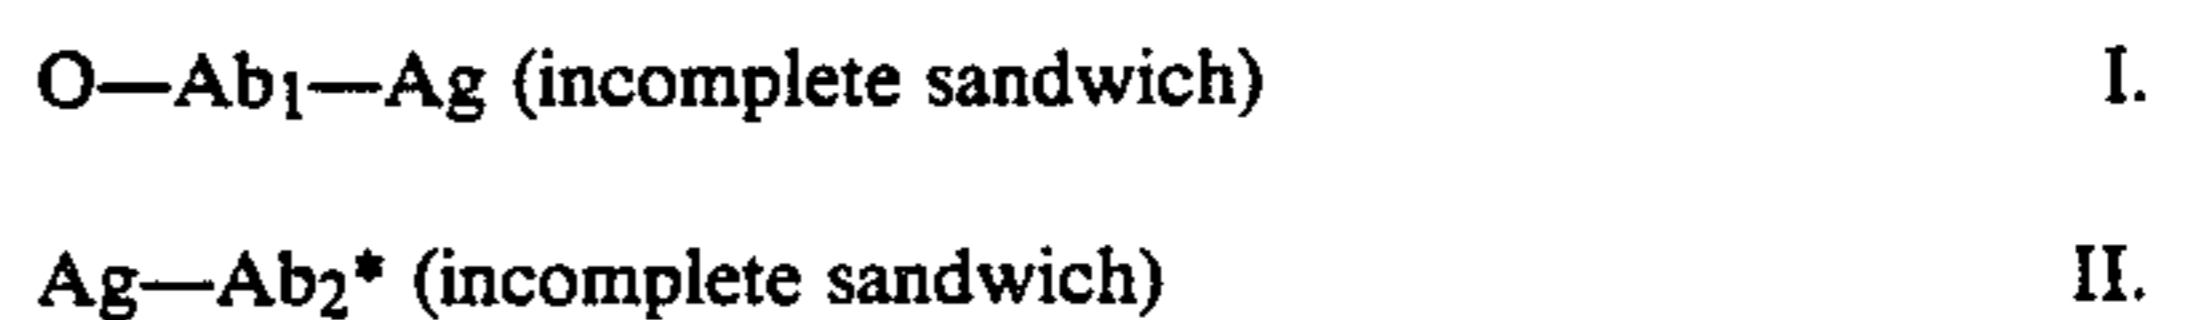 O—Ab₁—Ag (incomplete sandwich) I.
Ag—Ab₂* (incomplete sandwich) II.